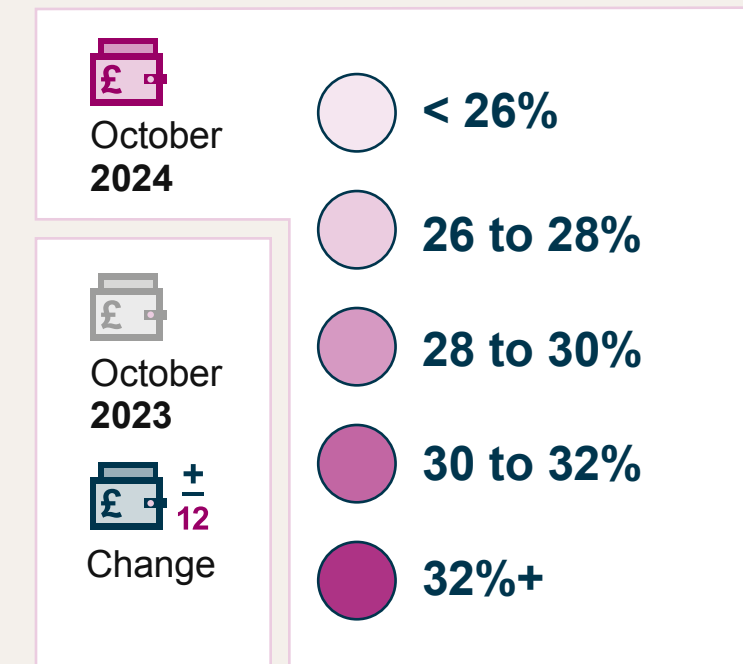 £
October
2024
£
October
2023
£
+
12
Change
< 26%
26 to 28%
28 to 30%
30 to 32%
32%+